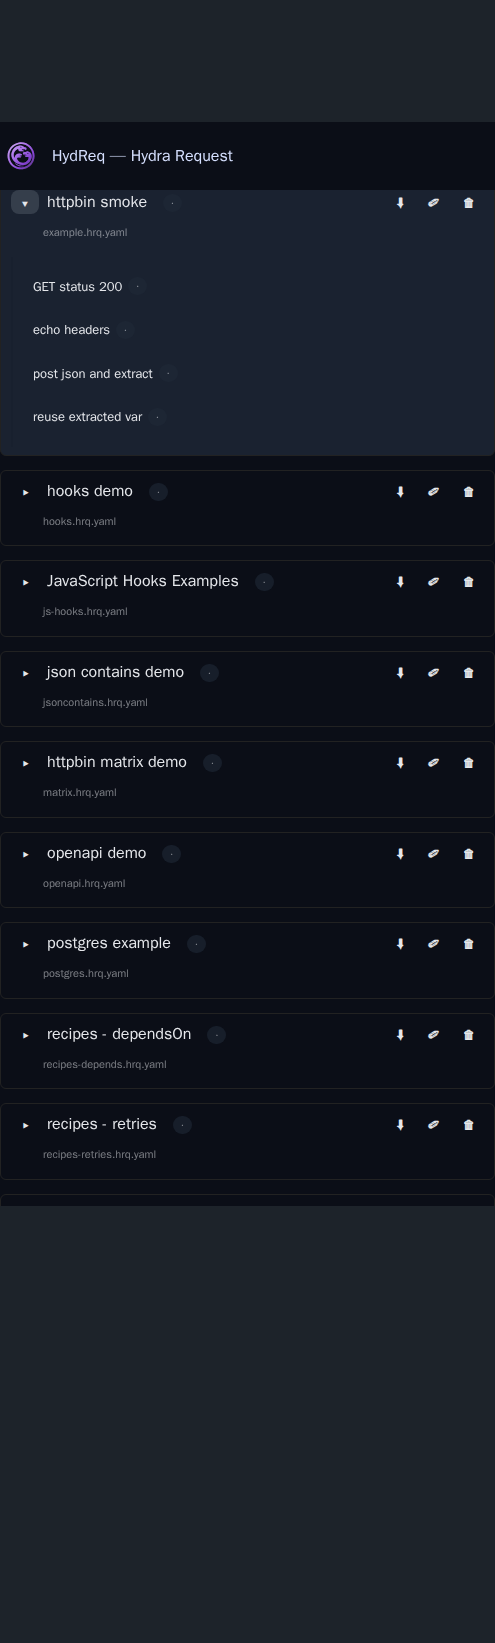 HydReq — Hydra Request
httpbin smoke
example.hrq.yaml
GET status 200
echo headers
post json and extract
reuse extracted var
hooks demo
hooks.hrq.yaml
JavaScript Hooks Examples
js-hooks.hrq.yaml
json contains demo
jsoncontains.hrq.yaml
httpbin matrix demo
matrix.hrq.yaml
openapi demo
openapi.hrq.yaml
postgres example
postgres.hrq.yaml
recipes - dependsOn
recipes-depends.hrq.yaml
recipes - retries
recipes-retries.hrq.yaml